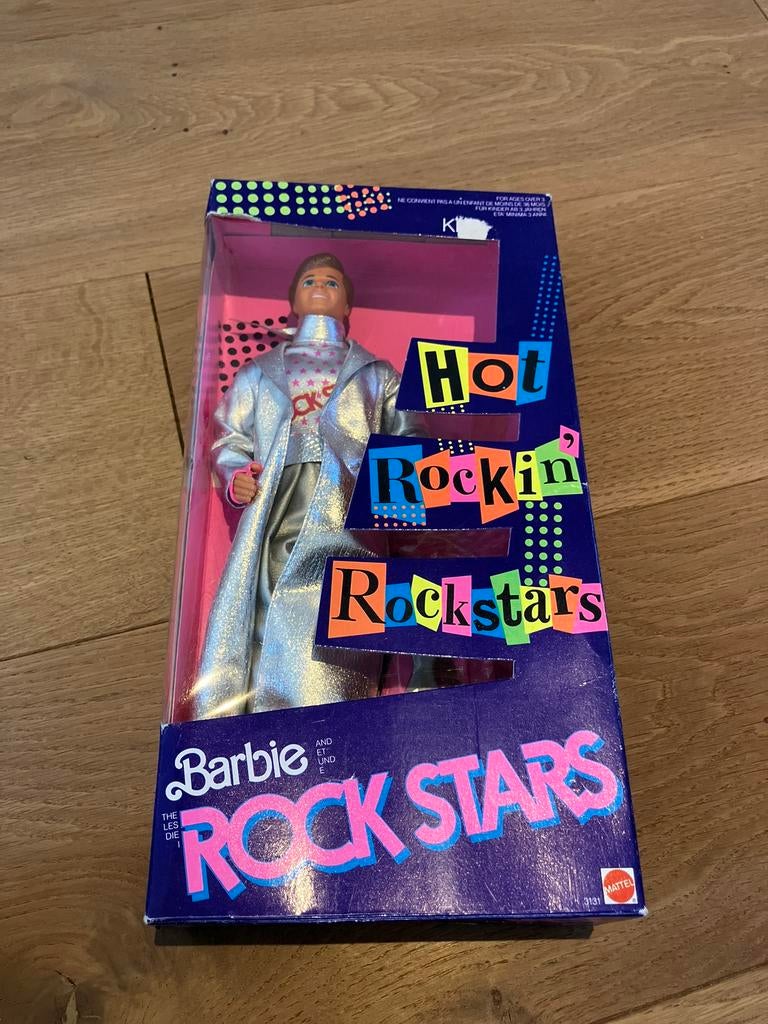 FOR AGES OVER 3
NE CONVIENT PAS A UN ENFANT DE MOINS DE 36 MOIS
FÜR KINDER AB 3 JAHREN
ETA' MINIMA 3 ANNI
Hot
Rockin'
Rockstars
Barbie
AND
ET
UND
E
THE
LES
DIE
I
ROCK STARS
MATTEL
3131